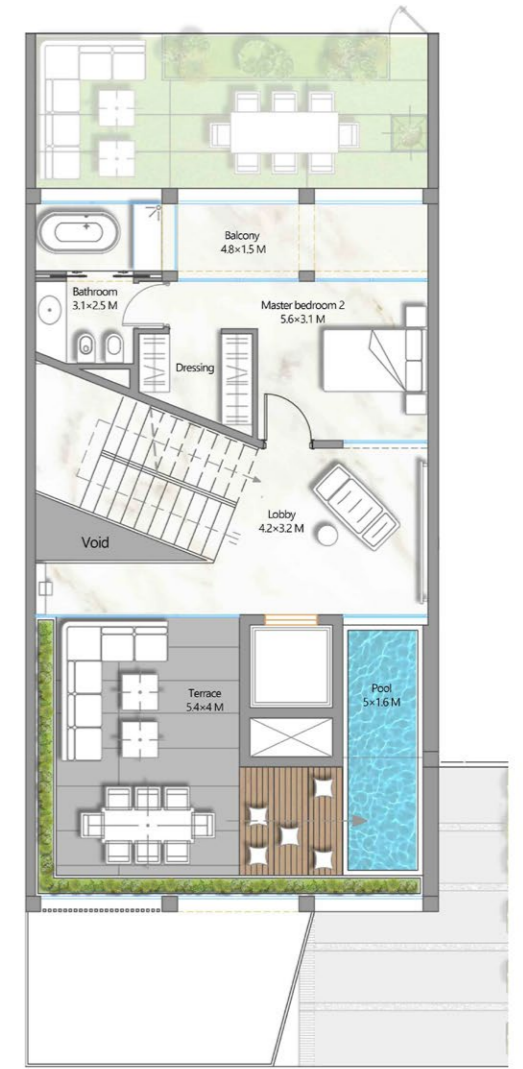 Balcony
4.8×1.5 M
Bathroom
3.1×2.5 M
Master bedroom 2
5.6×3.1 M
Dressing
Lobby
4.2×3.2 M
Void
Terrace
5.4×4 M
Pool
5×1.6 M